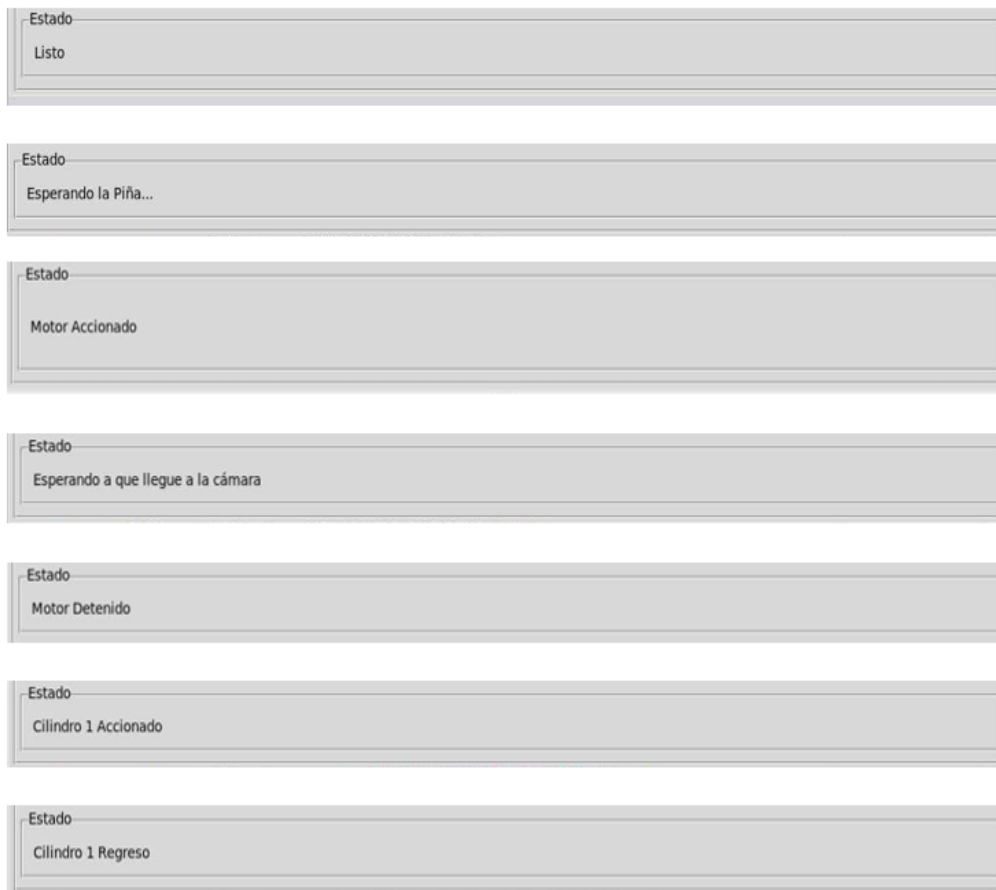 Estado
Listo
Estado
Esperando la Piña...
Estado
Motor Accionado
Estado
Esperando a que llegue a la cámara
Estado
Motor Detenido
Estado
Cilindro 1 Accionado
Estado
Cilindro 1 Regreso